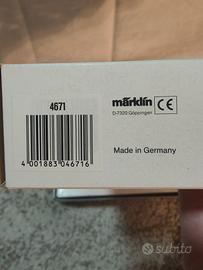 4671
märklin
CE
D-7320 Göppingen
4 001883 046716
Made in Germany
subito